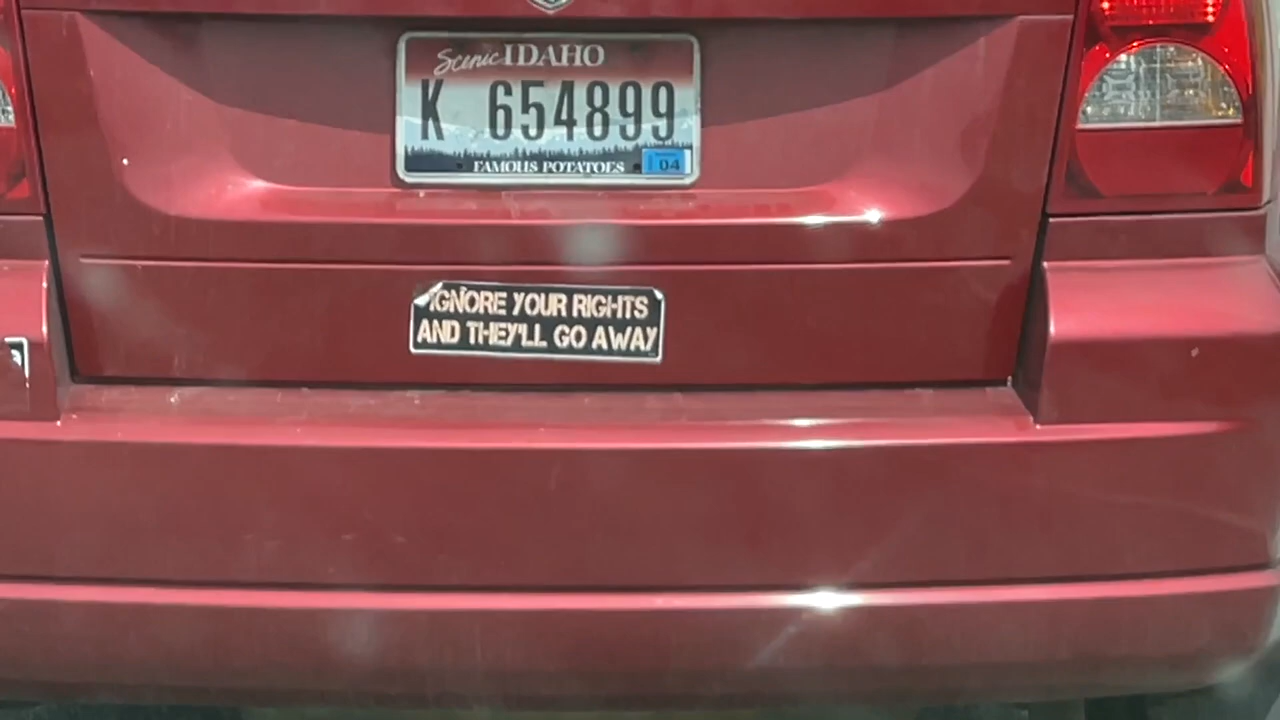 Scenic IDAHO
K 654899
FAMOUS POTATOES
04
IGNORE YOUR RIGHTS
AND THEY'LL GO AWAY